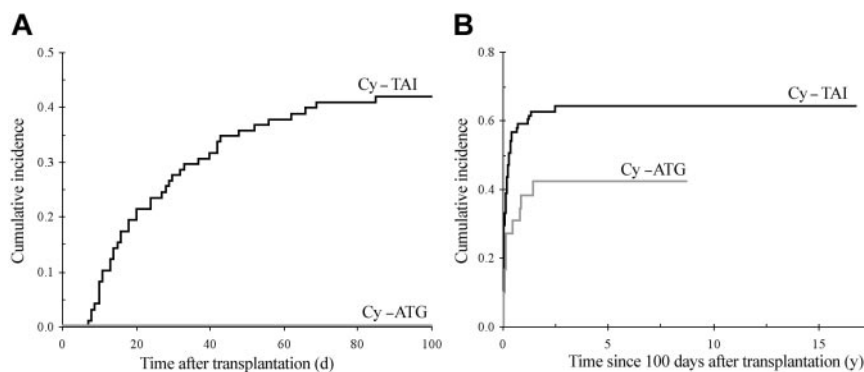 A
0.5
0.4
0.3
0.2
0.1
0.0
Cumulative incidence
Cy – TAI
Cy – ATG
0
20
40
60
80
100
Time after transplantation (d)
B
0.8
0.6
0.4
0.2
0.0
Cumulative incidence
Cy – TAI
Cy – ATG
0
5
10
15
Time since 100 days after transplantation (y)